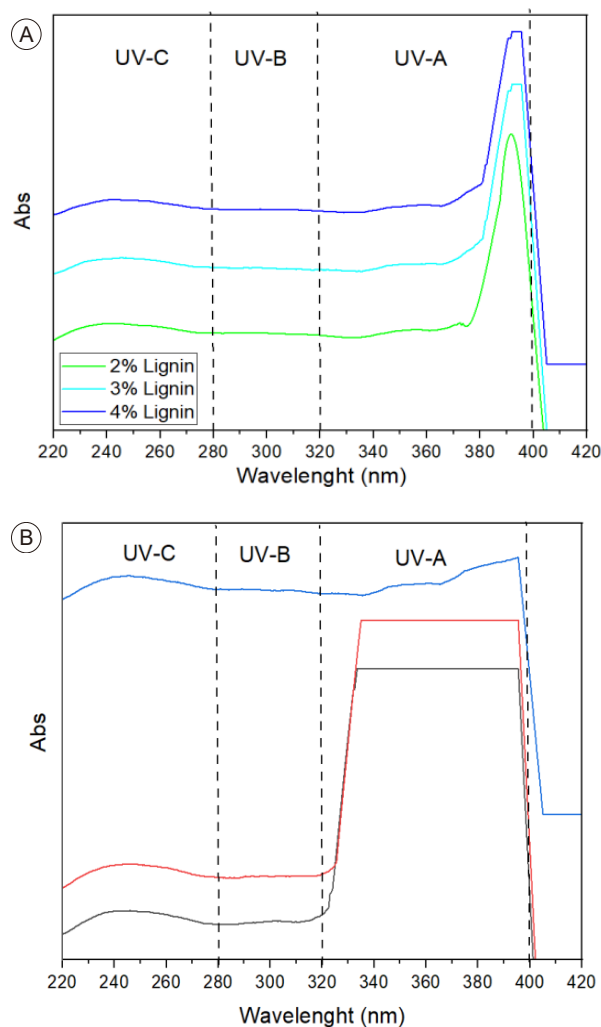 A
UV-C UV-B UV-A
Abs
2% Lignin
3% Lignin
4% Lignin
220 240 260 280 300 320 340 360 380 400 420
Wavelenght (nm)
B
UV-C UV-B UV-A
Abs
220 240 260 280 300 320 340 360 380 400 420
Wavelenght (nm)